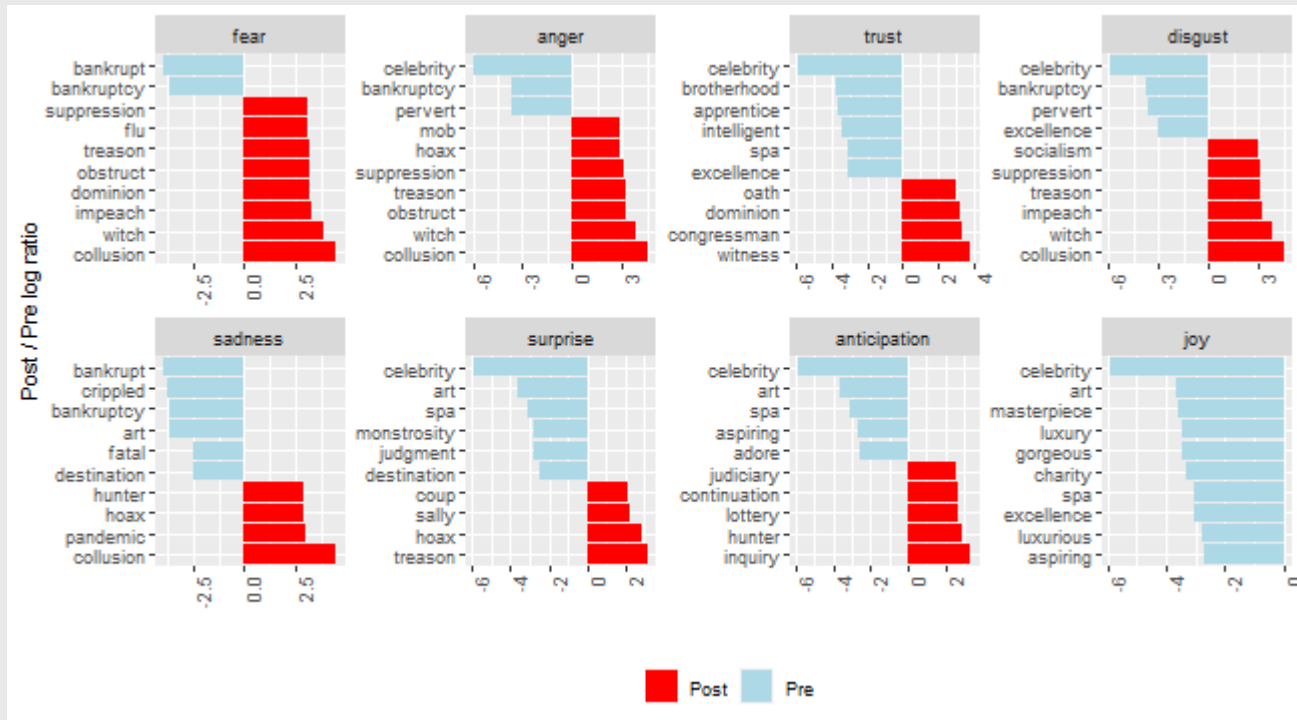 fear
anger
trust
disgust
bankrupt
bankruptcy
suppression
flu
treason
obstruct
dominion
impeach
witch
collusion
-2.5
0.0
2.5
celebrity
bankruptcy
pervert
mob
hoax
suppression
treason
obstruct
witch
collusion
-6
-3
0
3
celebrity
brotherhood
apprentice
intelligent
spa
excellence
oath
dominion
congressman
witness
-6
-4
-2
0
2
4
celebrity
bankruptcy
pervert
excellence
socialism
suppression
treason
impeach
witch
collusion
-6
-3
0
3
Post / Pre log ratio
sadness
surprise
anticipation
joy
bankrupt
crippled
bankruptcy
art
fatal
destination
hunter
hoax
pandemic
collusion
-2.5
0.0
2.5
celebrity
art
spa
monstrosity
judgment
destination
coup
sally
hoax
treason
-6
-4
-2
0
2
celebrity
art
spa
aspiring
adore
judiciary
continuation
lottery
hunter
inquiry
-6
-4
-2
0
2
celebrity
art
masterpiece
luxury
gorgeous
charity
spa
excellence
luxurious
aspiring
-6
-4
-2
0
Post
Pre